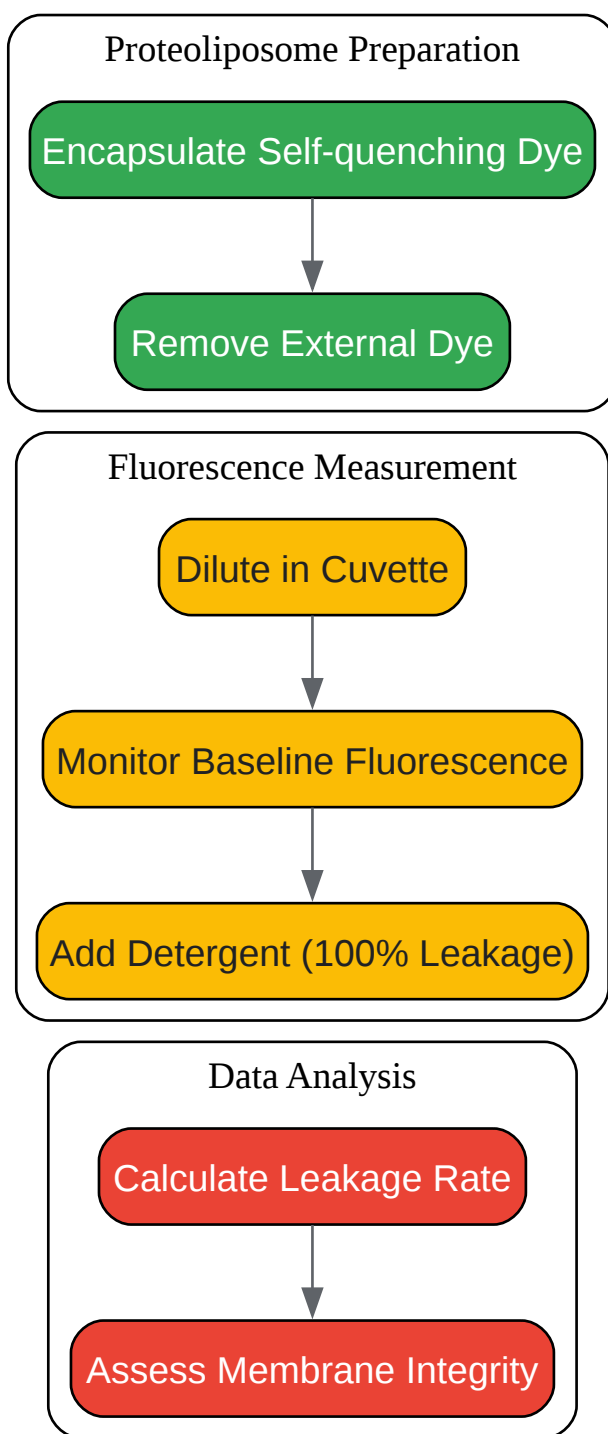 Proteoliposome Preparation
Encapsulate Self-quenching Dye
Remove External Dye
Fluorescence Measurement
Dilute in Cuvette
Monitor Baseline Fluorescence
Add Detergent (100% Leakage)
Data Analysis
Calculate Leakage Rate
Assess Membrane Integrity